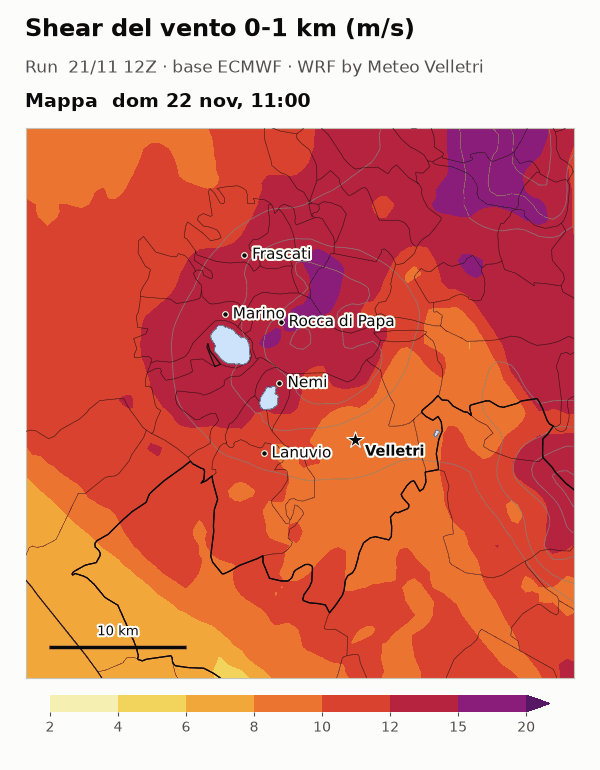 Shear del vento 0-1 km (m/s)
Run  21/11 12Z · base ECMWF · WRF by Meteo Velletri
Mappa  dom 22 nov, 11:00
Frascati
Marino
Rocca di Papa
Nemi
Velletri
Lanuvio
10 km
2 4 6 8 10 12 15 20